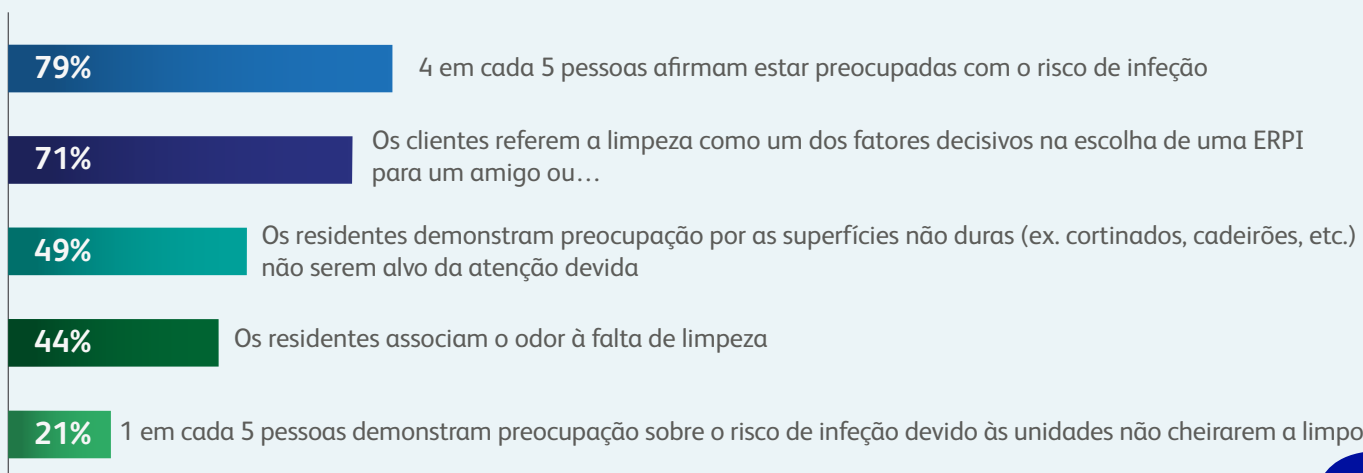 79%
4 em cada 5 pessoas afirmam estar preocupadas com o risco de infeção
71%
Os clientes referem a limpeza como um dos fatores decisivos na escolha de uma ERPI
para um amigo ou…
49%
Os residentes demonstram preocupação por as superfícies não duras (ex. cortinados, cadeirões, etc.)
não serem alvo da atenção devida
44%
Os residentes associam o odor à falta de limpeza
21%
1 em cada 5 pessoas demonstram preocupação sobre o risco de infeção devido às unidades não cheirarem a limpo